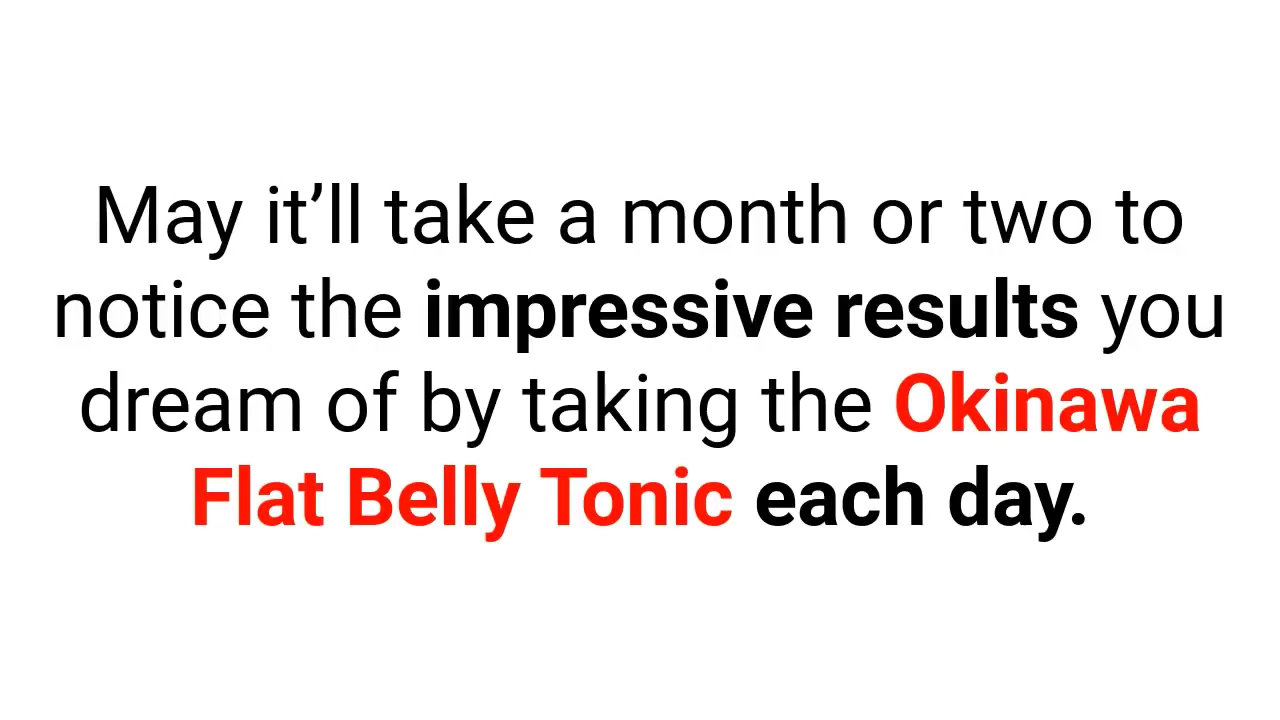 May it’ll take a month or two to
notice the impressive results you
dream of by taking the Okinawa
Flat Belly Tonic each day.